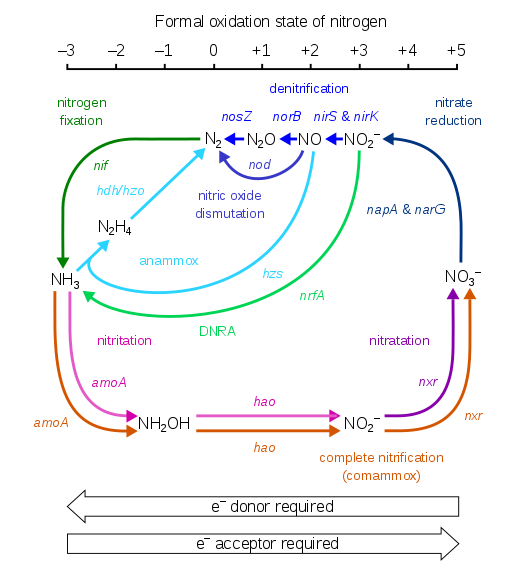 Formal oxidation state of nitrogen
−3 −2 −1 0 +1 +2 +3 +4 +5
denitrification
nitrogen
fixation
nitrate
reduction
nosZ norB nirS & nirK
N₂ N₂O NO NO₂⁻
nif
nod
hdh/hzo
nitric oxide
dismutation
napA & narG
N₂H₄
anammox
hzs
NH₃
NO₃⁻
nrfA
DNRA
nitritation
nitratation
amoA
nxr
hao
amoA
NH₂OH
NO₂⁻
nxr
hao
complete nitrification
(comammox)
e⁻ donor required
e⁻ acceptor required